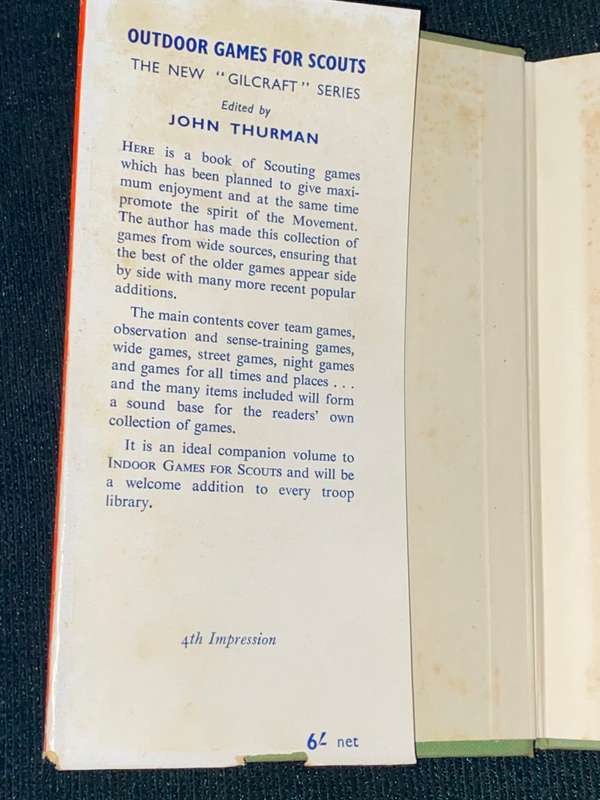 OUTDOOR GAMES FOR SCOUTS
THE NEW "GILCRAFT" SERIES
Edited by
JOHN THURMAN
HERE is a book of Scouting games
which has been planned to give maxi-
mum enjoyment and at the same time
promote the spirit of the Movement.
The author has made this collection of
games from wide sources, ensuring that
the best of the older games appear side
by side with many more recent popular
additions.
The main contents cover team games,
observation and sense-training games,
wide games, street games, night games
and games for all times and places . . .
and the many items included will form
a sound base for the readers' own
collection of games.
It is an ideal companion volume to
INDOOR GAMES FOR SCOUTS and will be
a welcome addition to every troop
library.
4th Impression
6/- net